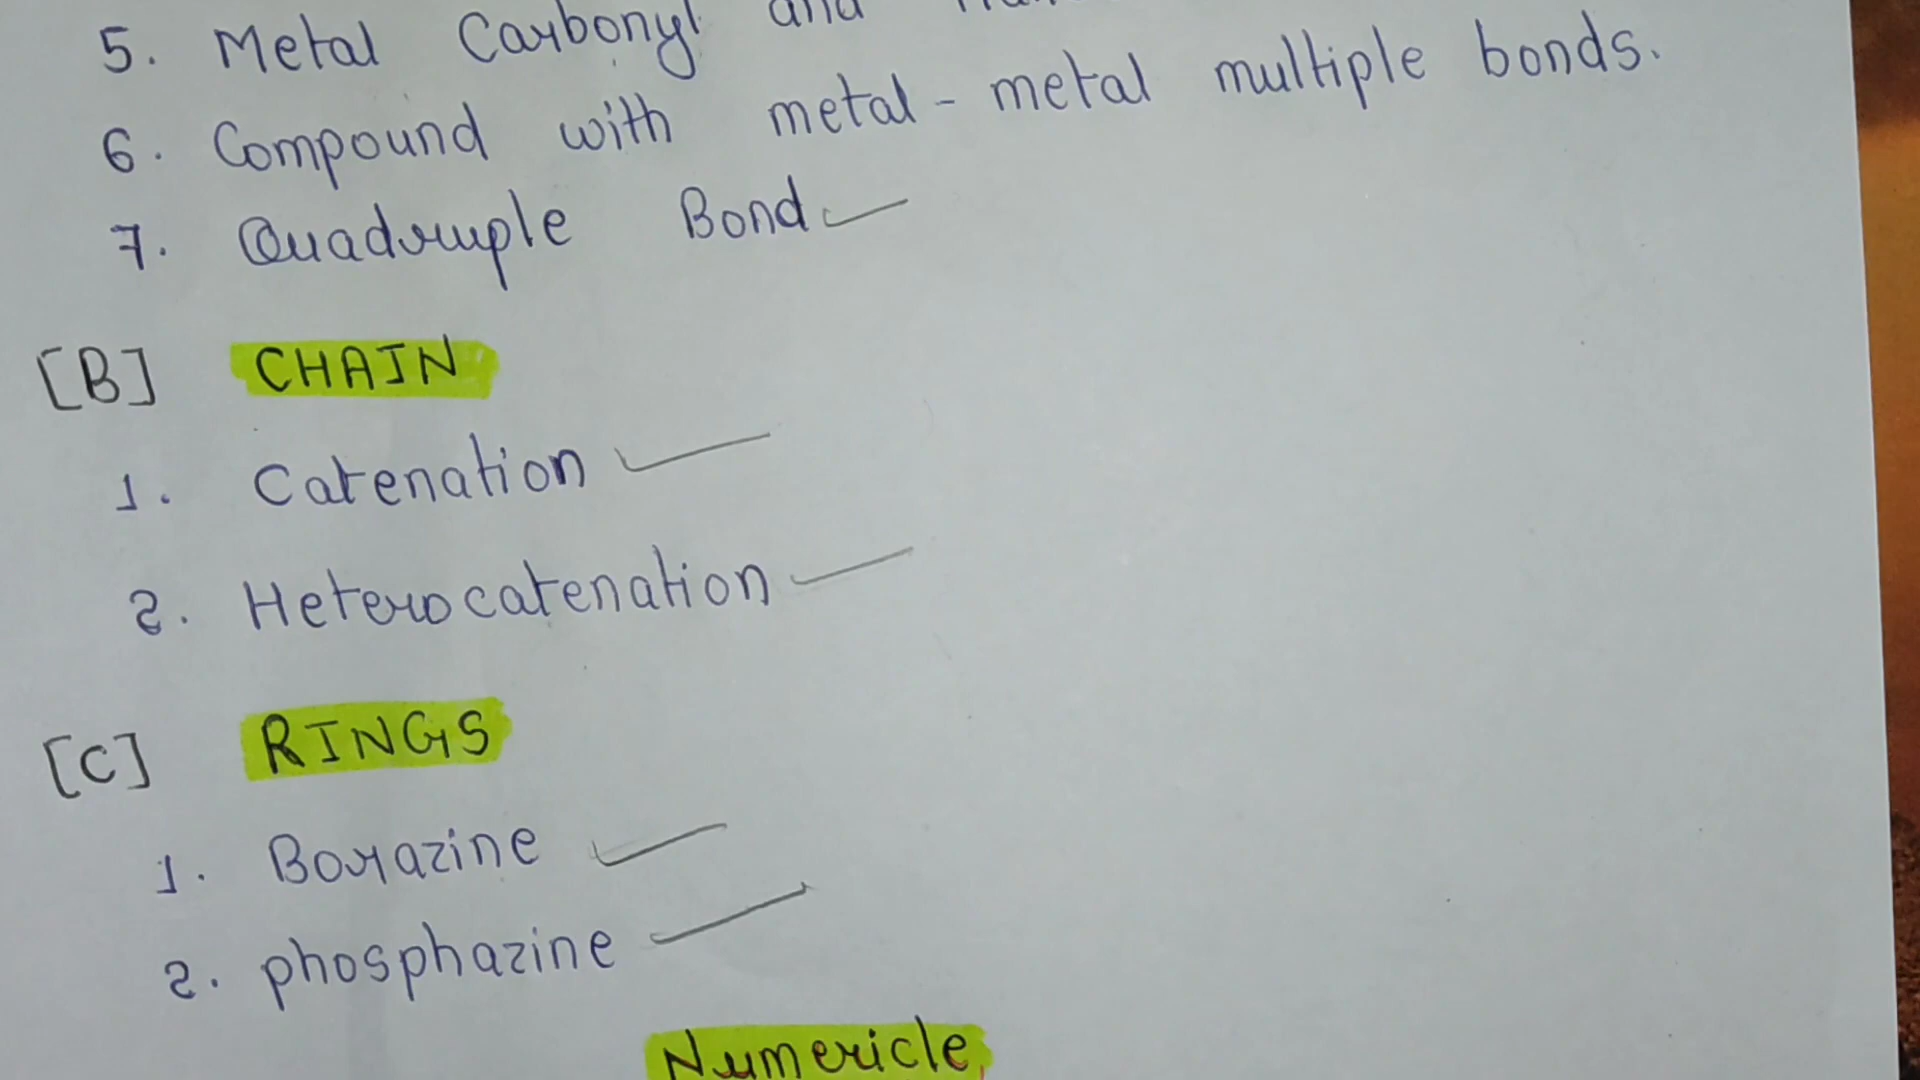 5. Metal Carbonyl and
6. Compound with metal - metal multiple bonds.
7. Quadruple Bond
[B] CHAIN
1. Catenation
2. Heterocatenation
[C] RINGS
1. Borazine
2. phosphazine
Numericle